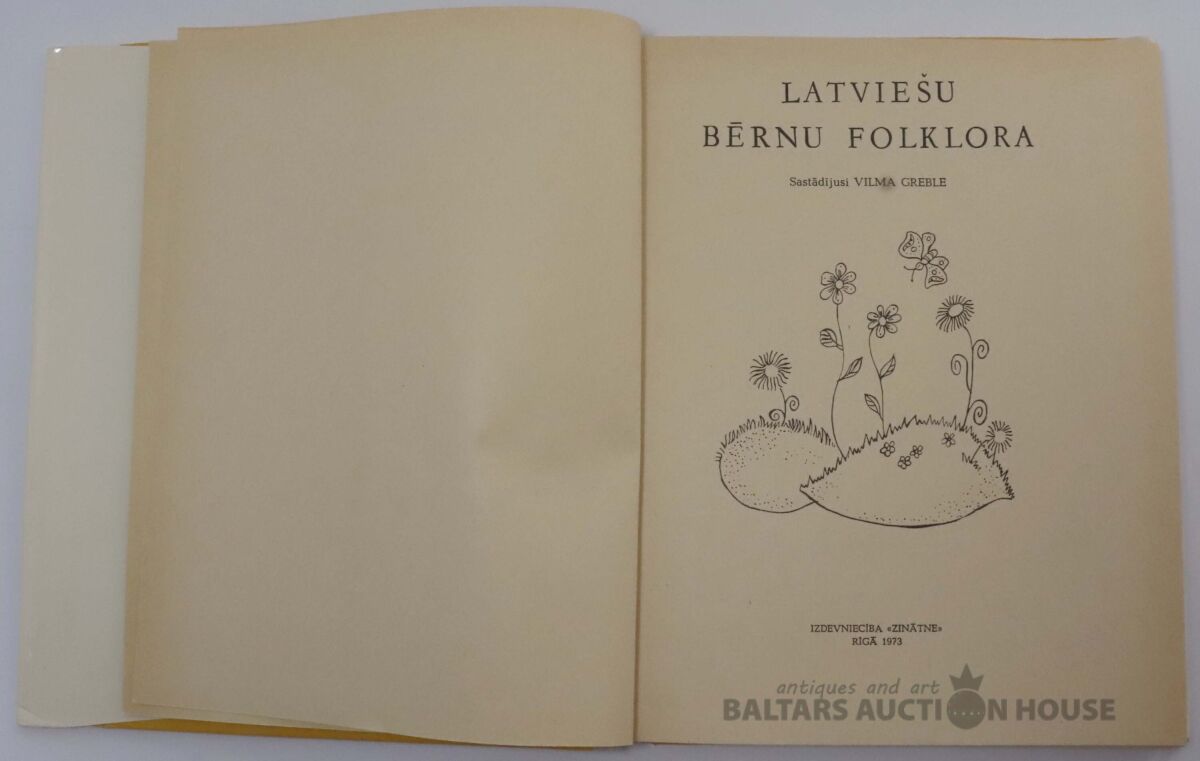 LATVIEŠU
BĒRNU FOLKLORA
Sastādījusi VILMA GREBLE
IZDEVNIECĪBA «ZINĀTNE»
RĪGĀ 1973
antiques and art
BALTARS AUCTION HOUSE